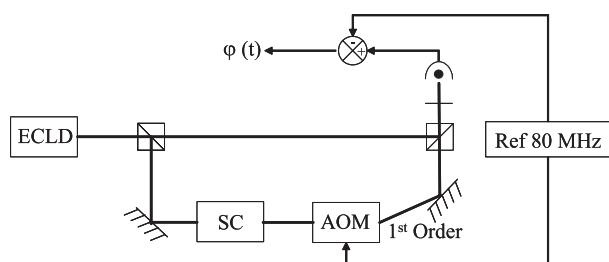 φ (t)
- +
ECLD
Ref 80 MHz
SC
AOM
1st Order